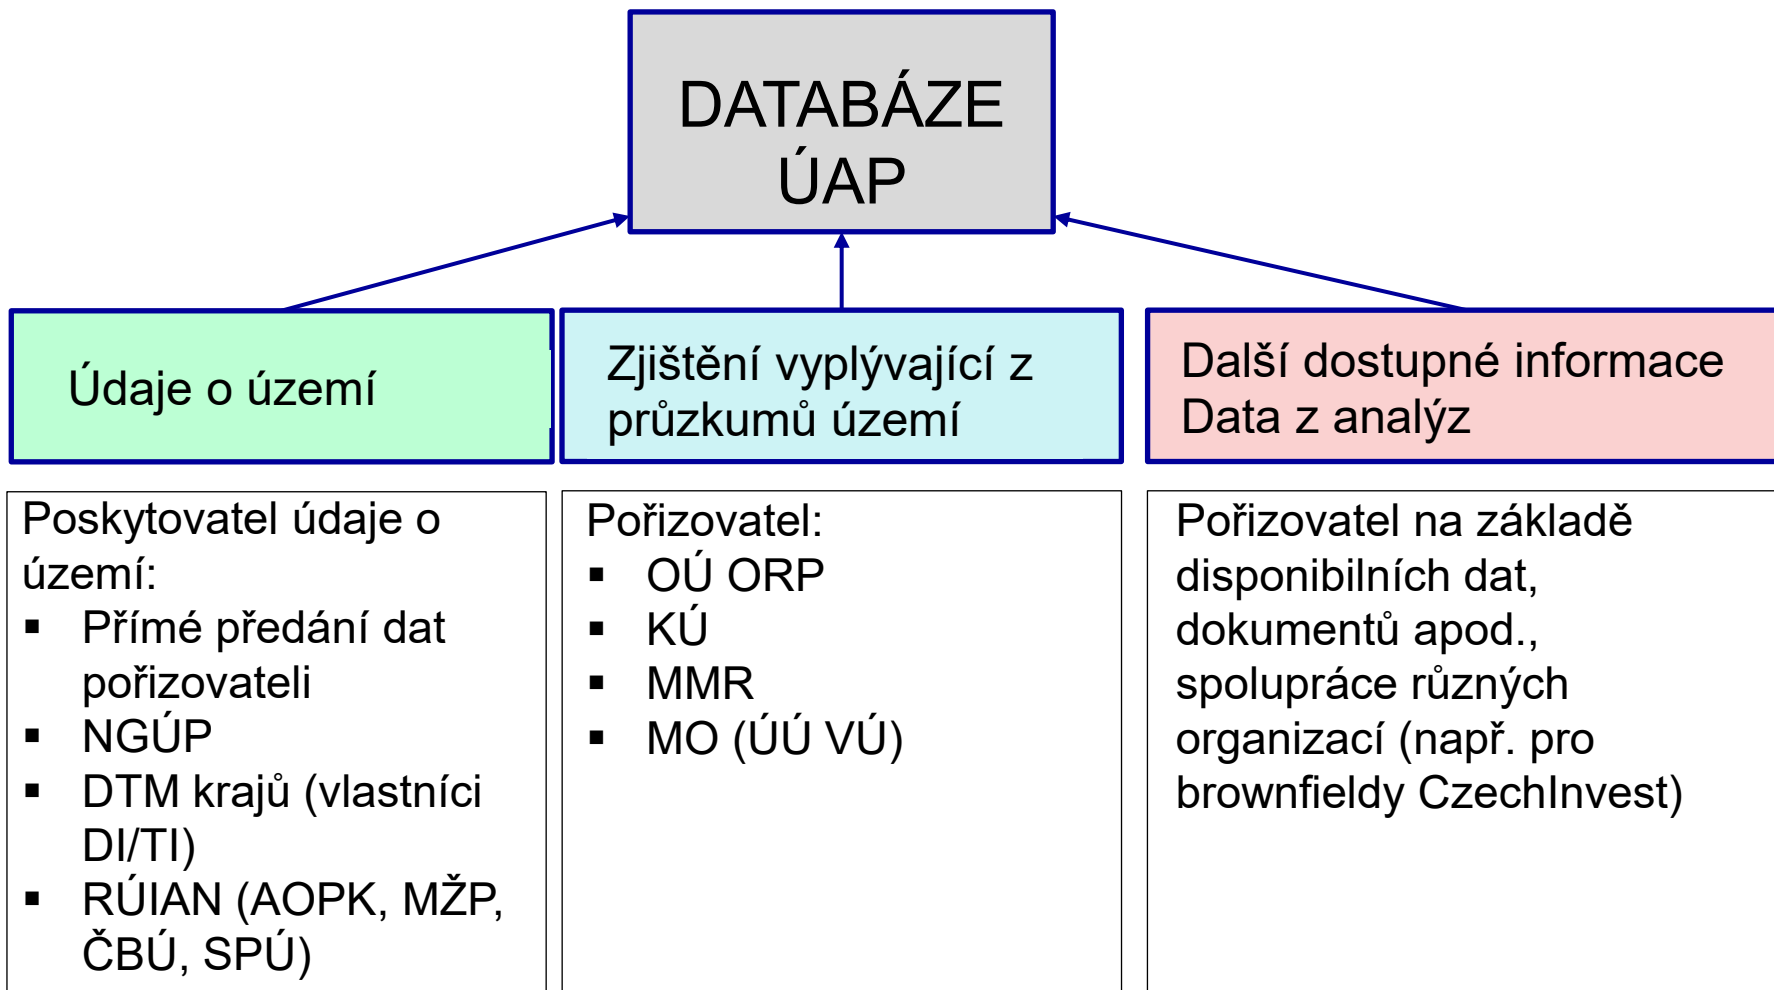 DATABÁZE
ÚAP
Údaje o území
Zjištění vyplývající z
průzkumů území
Další dostupné informace
Data z analýz
Poskytovatel údaje o
území:
▪ Přímé předání dat
pořizovateli
▪ NGÚP
▪ DTM krajů (vlastníci
DI/TI)
▪ RÚIAN (AOPK, MŽP,
ČBÚ, SPÚ)
Pořizovatel:
▪ OÚ ORP
▪ KÚ
▪ MMR
▪ MO (ÚÚ VÚ)
Pořizovatel na základě
disponibilních dat,
dokumentů apod.,
spolupráce různých
organizací (např. pro
brownfieldy CzechInvest)